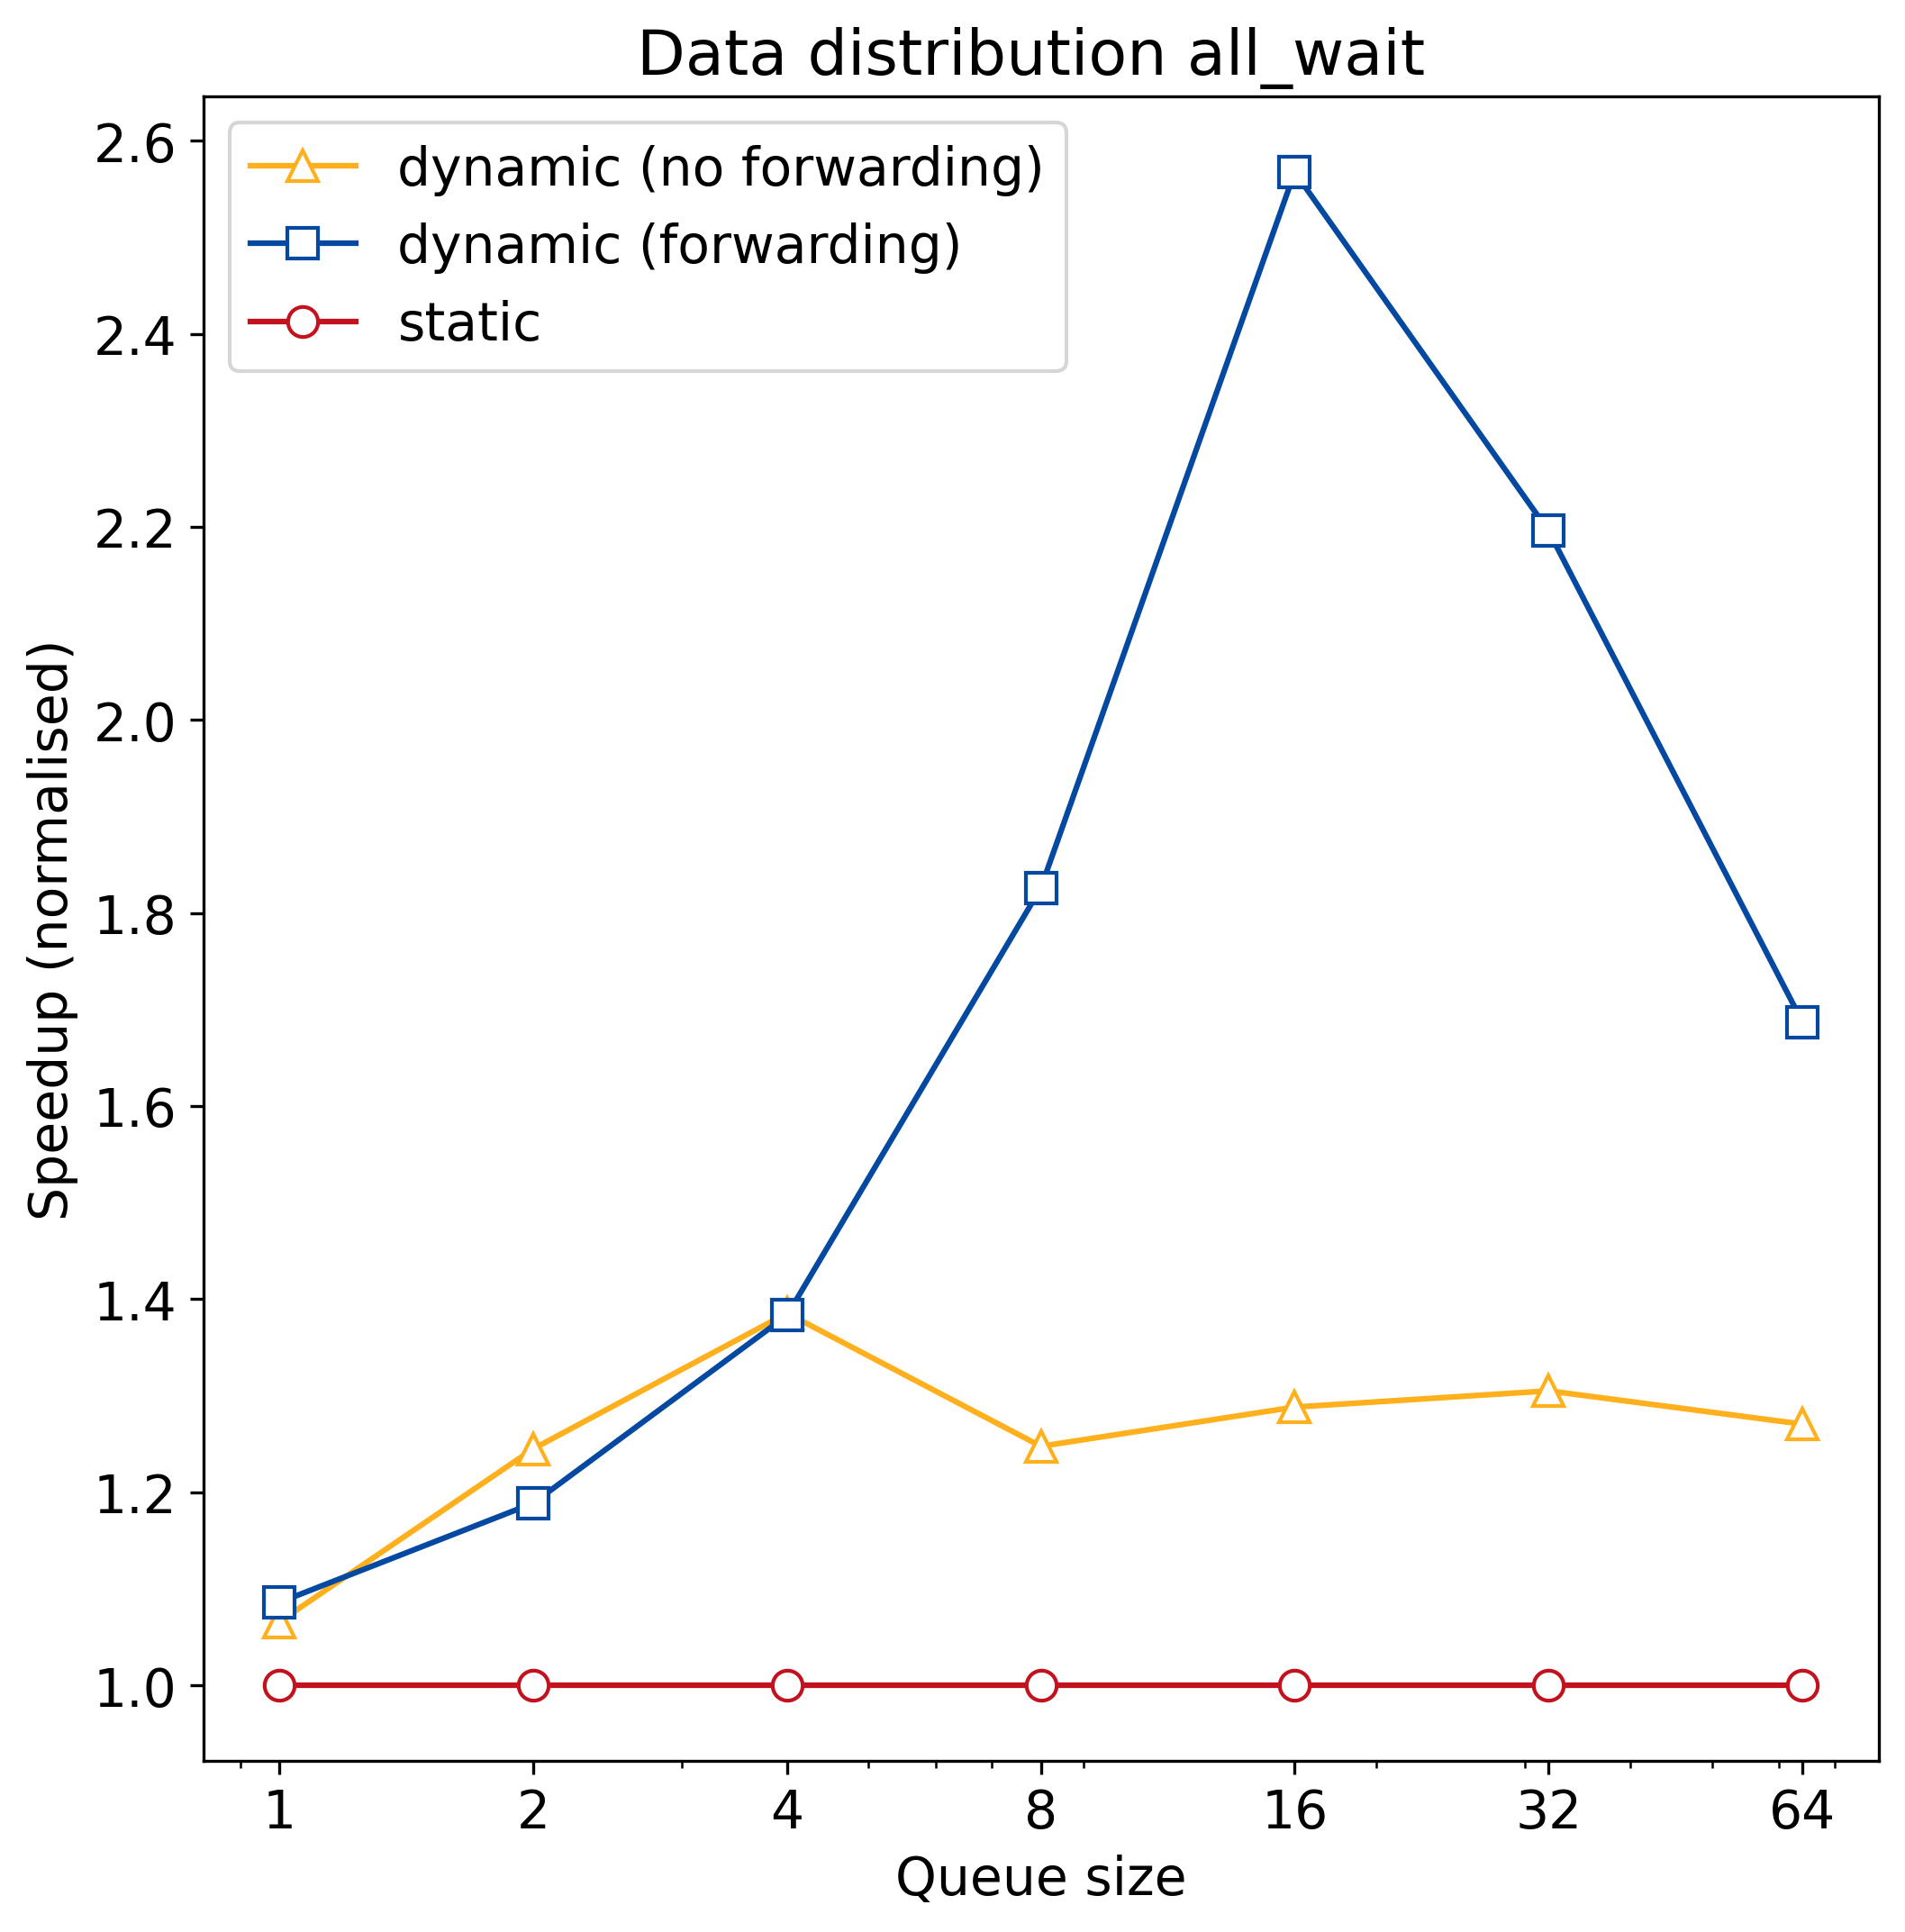 Data distribution all_wait
dynamic (no forwarding)
dynamic (forwarding)
static
Speedup (normalised)
2.6
2.4
2.2
2.0
1.8
1.6
1.4
1.2
1.0
1 2 4 8 16 32 64
Queue size